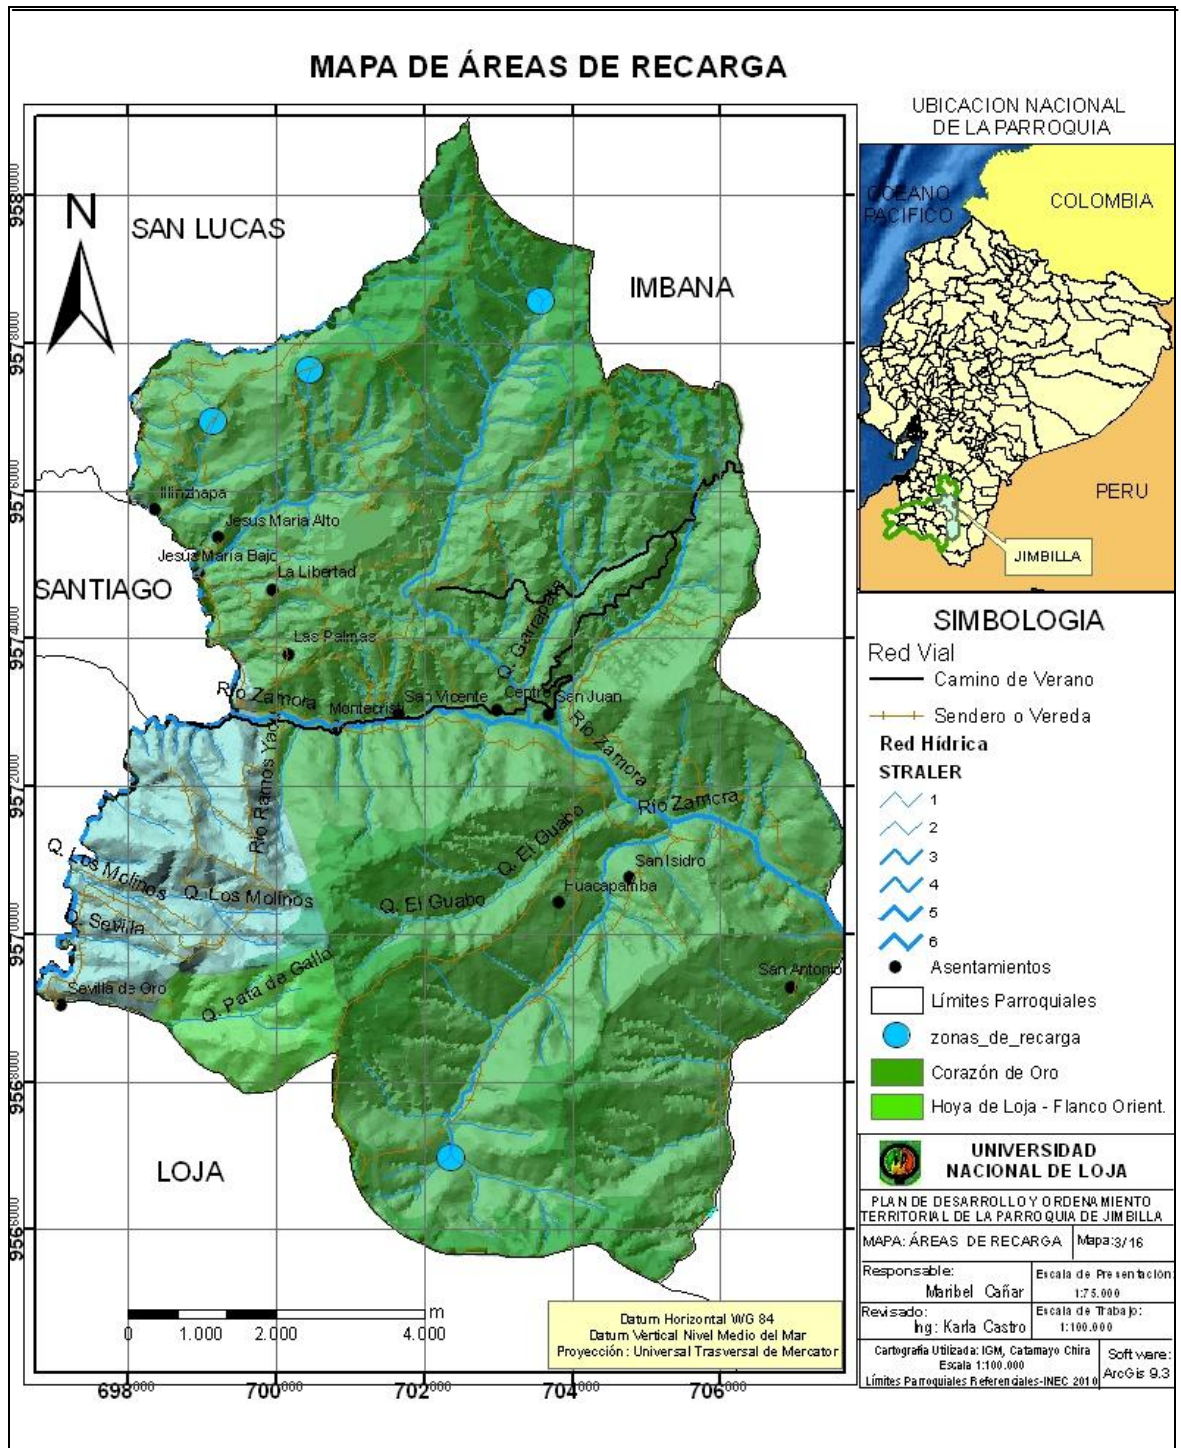 MAPA DE ÁREAS DE RECARGA
UBICACION NACIONAL
DE LA PARROQUIA
OCEANO
PACIFICO
COLOMBIA
PERU
JIMBILLA
N
SAN LUCAS
IMBANA
SANTIAGO
LOJA
Illinzhapa
Jesus Maria Alto
Jesus Maria Bajo
La Libertad
Las Palmas
Q. Garrapata
Río Zamora
Montecristi
San Vicente
Centro
San Juan
Río Zamora
Río Zamora
Río Ramos Yacu
Q. Los Molinos
Q. Los Molinos
Q. Sevilla
Sevilla de Oro
Q. El Guabo
Q. El Guabo
Q. Pata de Gallo
San Isidro
Huacapamba
San Antonio
9580000
9578000
9576000
9574000
9572000
9570000
9568000
9566000
698000
700000
702000
704000
706000
0 1.000 2.000 4.000 m
Datum Horizontal WG 84
Datum Vertical Nivel Medio del Mar
Proyección: Universal Trasversal de Mercator
SIMBOLOGIA
Red Vial
Camino de Verano
Sendero o Vereda
Red Hídrica
STRALER
1
2
3
4
5
6
Asentamientos
Límites Parroquiales
zonas_de_recarga
Corazón de Oro
Hoya de Loja - Flanco Orient.
UNIVERSIDAD
NACIONAL DE LOJA
PLAN DE DESARROLLO Y ORDENAMIENTO
TERRITORIAL DE LA PARROQUIA DE JIMBILLA
MAPA: ÁREAS DE RECARGA
Mapa:3/16
Responsable:
Maribel Cañar
Escala de Presentación:
1:75.000
Revisado:
Ing: Karla Castro
Escala de Trabajo:
1:100.000
Cartografía Utilizada: IGM, Catamayo Chira
Escala 1:100.000
Límites Parroquiales Referenciales-INEC 2010
Software:
ArcGis 9.3